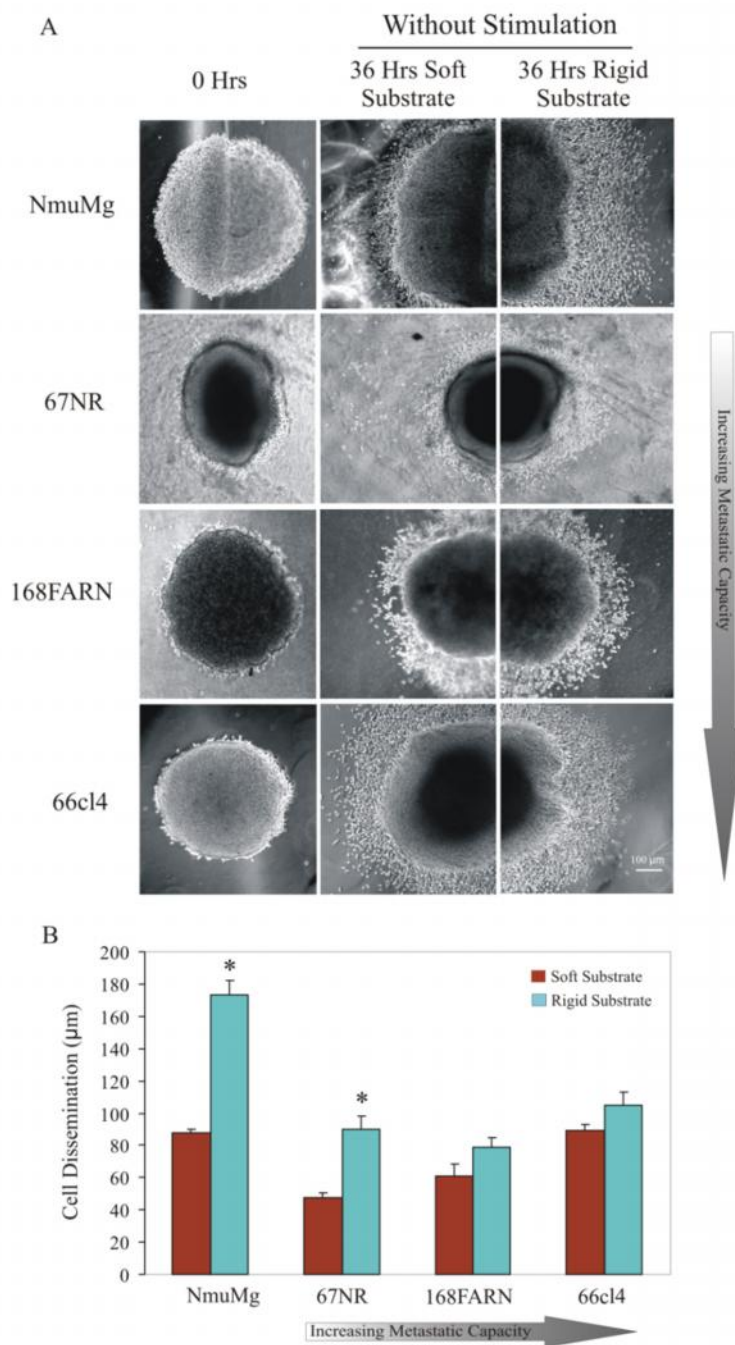 A
Without Stimulation
0 Hrs
36 Hrs Soft
Substrate
36 Hrs Rigid
Substrate
NmuMg
67NR
168FARN
66cl4
100 μm
Increasing Metastatic Capacity
B
Cell Dissemination (μm)
200
180
160
140
120
100
80
60
40
20
0
*
*
Soft Substrate
Rigid Substrate
NmuMg
67NR
168FARN
66cl4
Increasing Metastatic Capacity